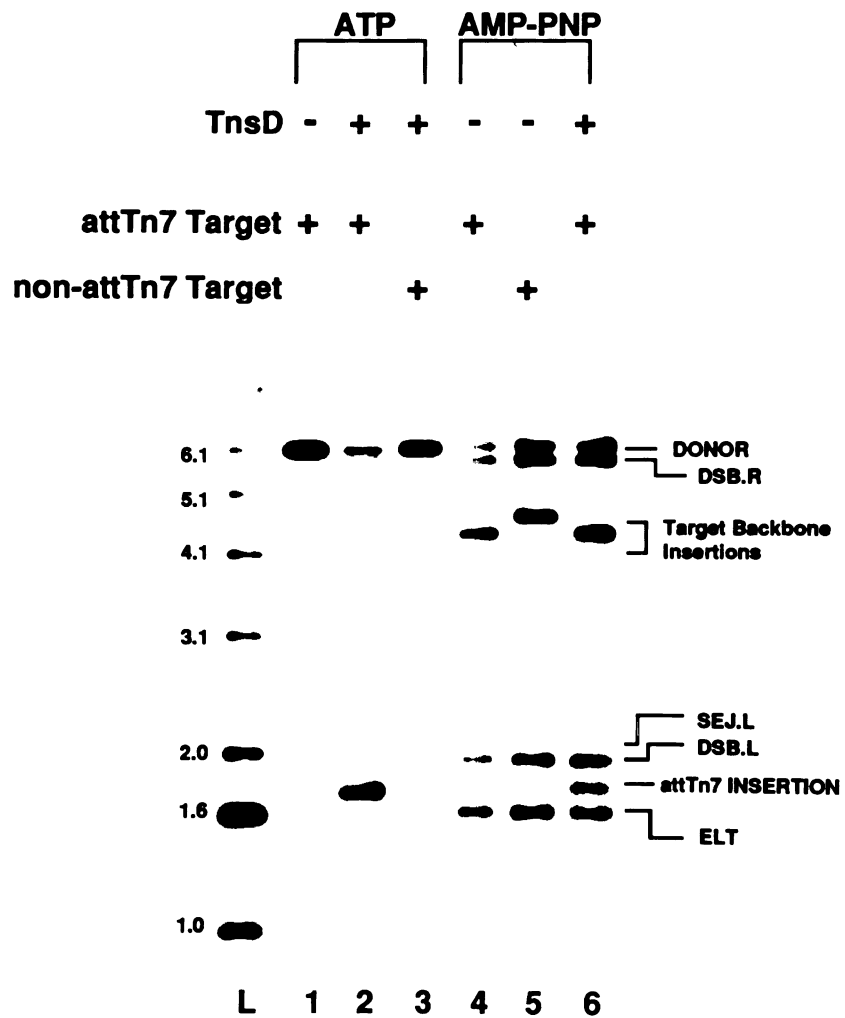 ATP AMP-PNP
TnsD - + + - - +
attTn7 Target + + + +
non-attTn7 Target + +
6.1
DONOR
DSB.R
5.1
Target Backbone
Insertions
4.1
3.1
SEJ.L
2.0
DSB.L
attTn7 INSERTION
1.6
ELT
1.0
L 1 2 3 4 5 6